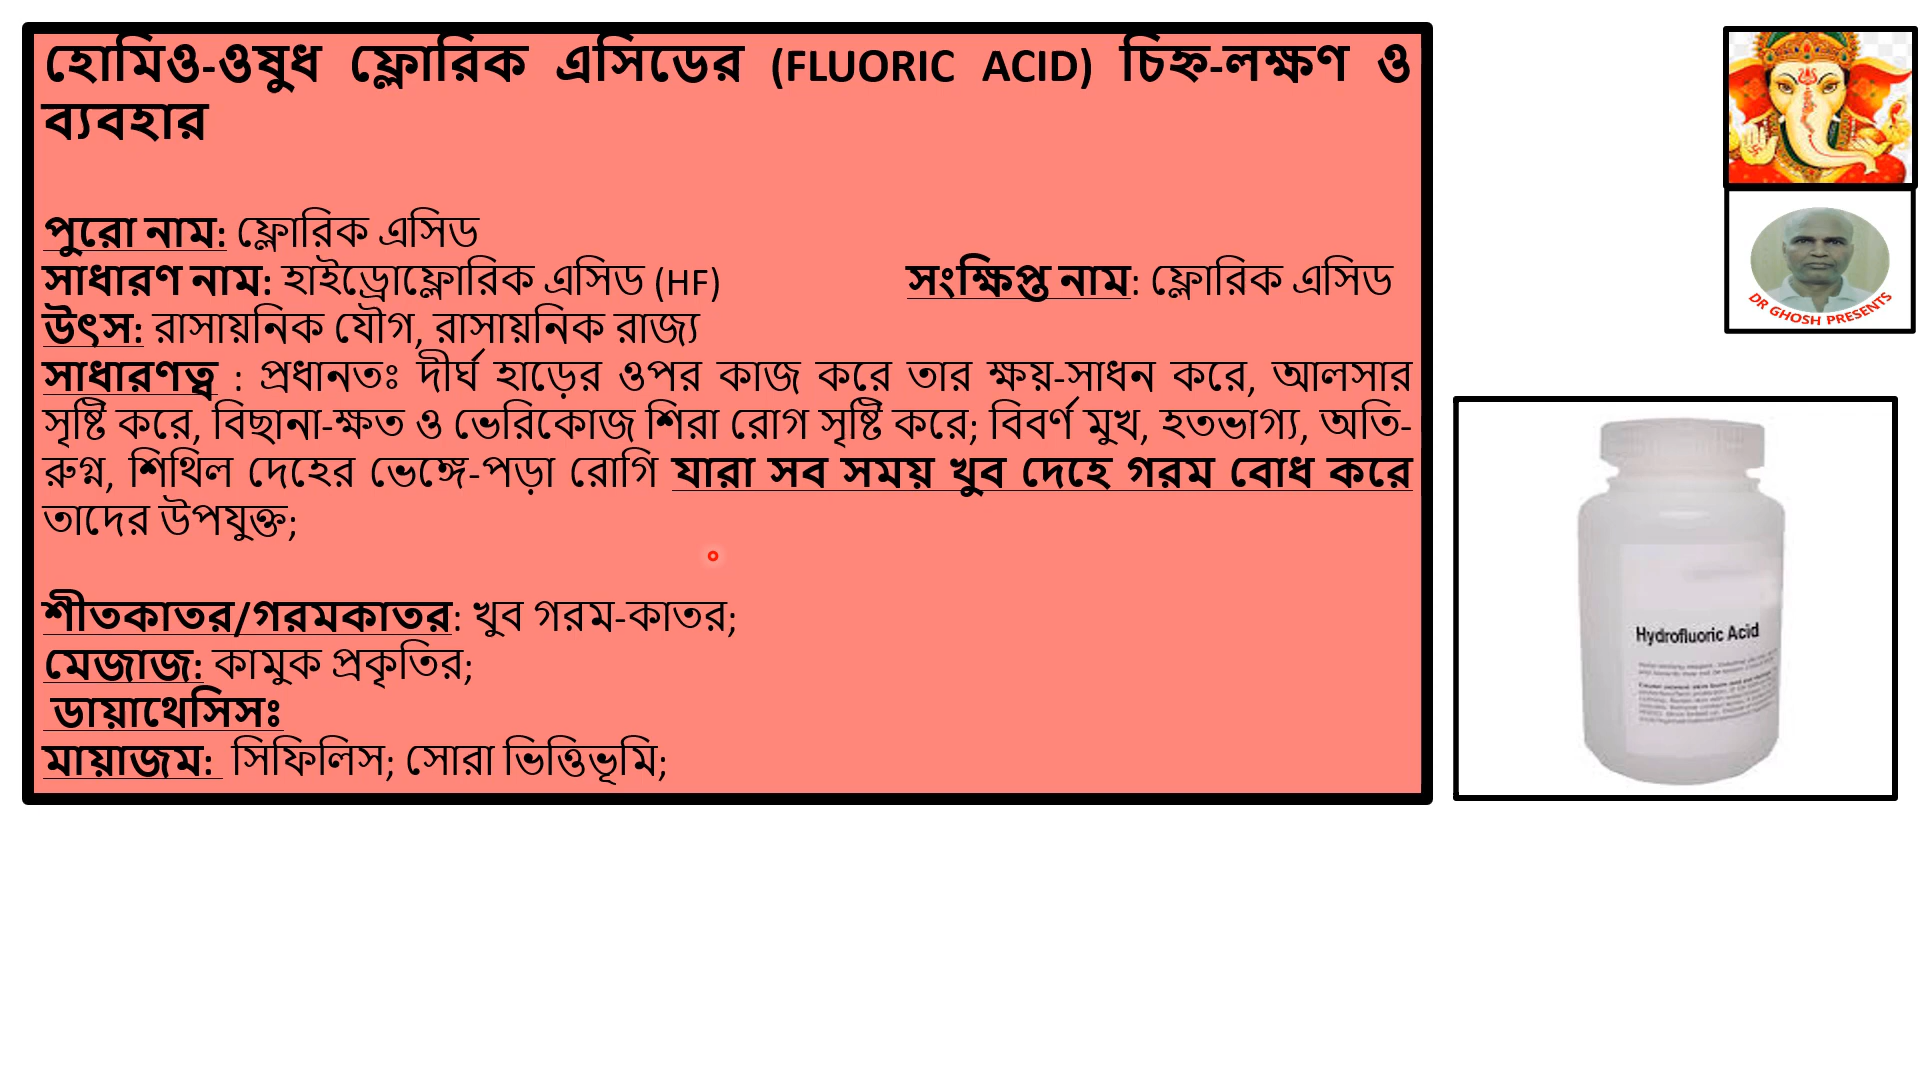 হোমিও-ওষুধ ফ্লোরিক এসিডের (FLUORIC ACID) চিহ্ন-লক্ষণ ও
ব্যবহার
পুরো নাম: ফ্লোরিক এসিড
সাধারণ নাম: হাইড্রোফ্লোরিক এসিড (HF) সংক্ষিপ্ত নাম: ফ্লোরিক এসিড
উৎস: রাসায়নিক যৌগ, রাসায়নিক রাজ্য
সাধারণত্ব : প্রধানতঃ দীর্ঘ হাড়ের ওপর কাজ করে তার ক্ষয়-সাধন করে, আলসার
সৃষ্টি করে, বিছানা-ক্ষত ও ভেরিকোজ শিরা রোগ সৃষ্টি করে; বিবর্ণ মুখ, হতভাগ্য, অতি-
রুগ্ন, শিথিল দেহের ভেঙ্গে-পড়া রোগি যারা সব সময় খুব দেহে গরম বোধ করে
তাদের উপযুক্ত;
শীতকাতর/গরমকাতর: খুব গরম-কাতর;
মেজাজ: কামুক প্রকৃতির;
ডায়াথেসিসঃ
মায়াজম: সিফিলিস; সোরা ভিত্তিভূমি;
DR GHOSH PRESENTS
Hydrofluoric Acid